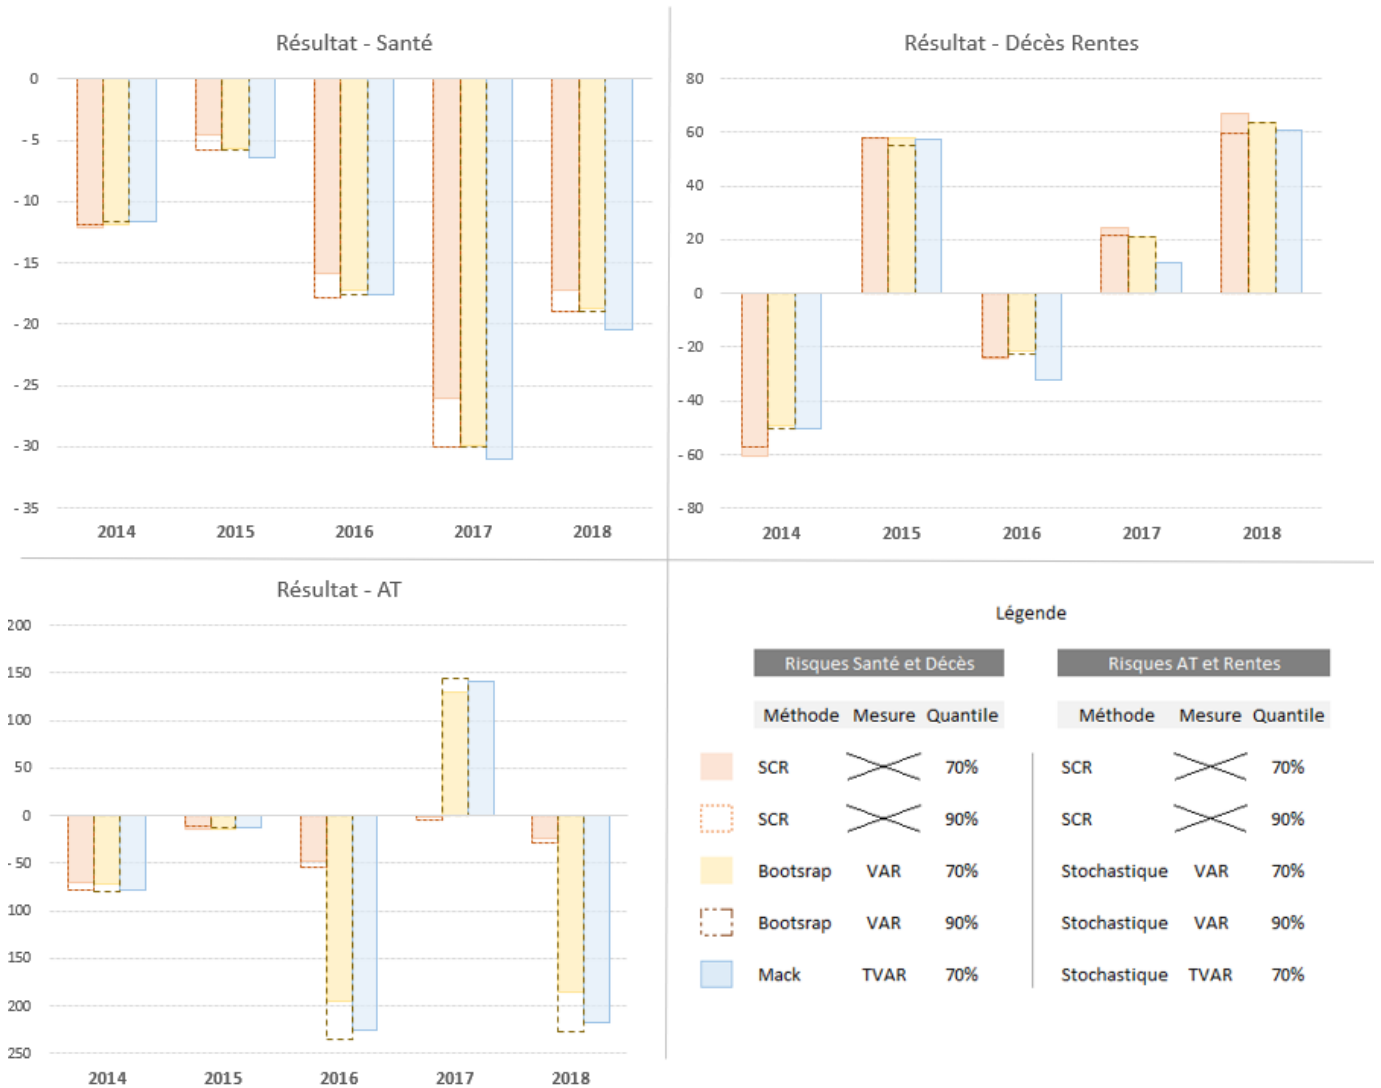 Résultat - Santé
0
- 5
- 10
- 15
- 20
- 25
- 30
- 35
2014 2015 2016 2017 2018
Résultat - Décès Rentes
80
60
40
20
0
- 20
- 40
- 60
- 80
2014 2015 2016 2017 2018
Résultat - AT
200
150
100
50
0
- 50
100
150
200
250
2014 2015 2016 2017 2018
Légende
Risques Santé et Décès Risques AT et Rentes
Méthode Mesure Quantile Méthode Mesure Quantile
SCR 70% SCR 70%
SCR 90% SCR 90%
Bootsrap VAR 70% Stochastique VAR 70%
Bootsrap VAR 90% Stochastique VAR 90%
Mack TVAR 70% Stochastique TVAR 70%